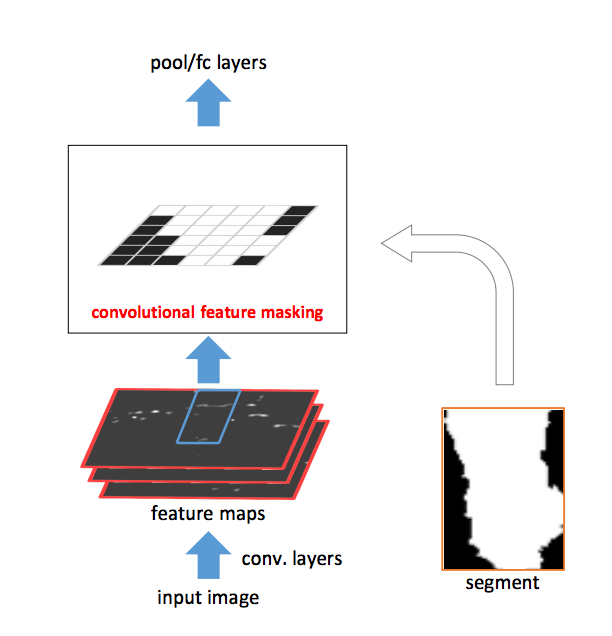 pool/fc layers
convolutional feature masking
feature maps
conv. layers
segment
input image